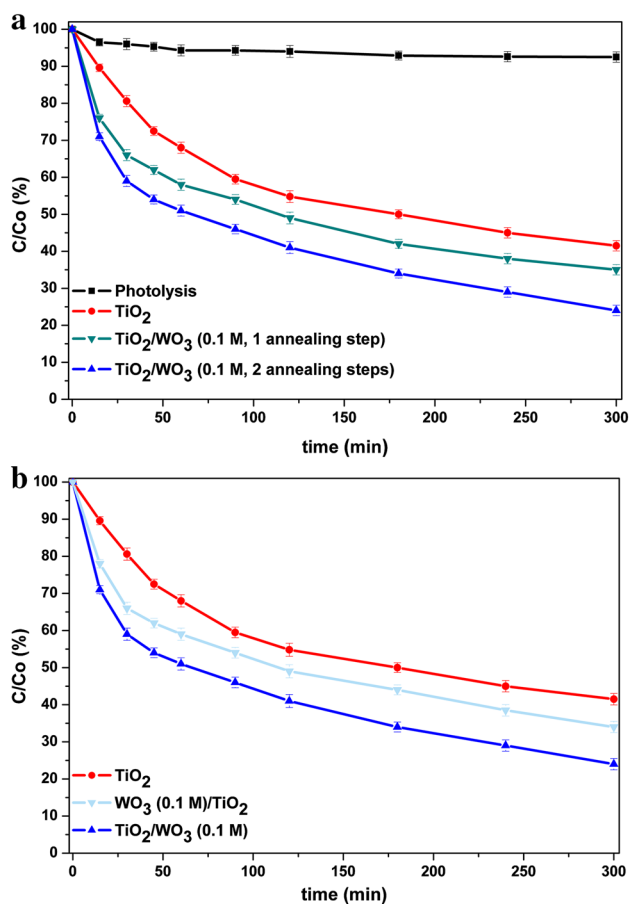 a
100
90
80
70
60
50
40
30
20
10
0
C/Co (%)
Photolysis
TiO2
TiO2/WO3 (0.1 M, 1 annealing step)
TiO2/WO3 (0.1 M, 2 annealing steps)
0 50 100 150 200 250 300
time (min)
b
100
90
80
70
60
50
40
30
20
10
0
C/Co (%)
TiO2
WO3 (0.1 M)/TiO2
TiO2/WO3 (0.1 M)
0 50 100 150 200 250 300
time (min)